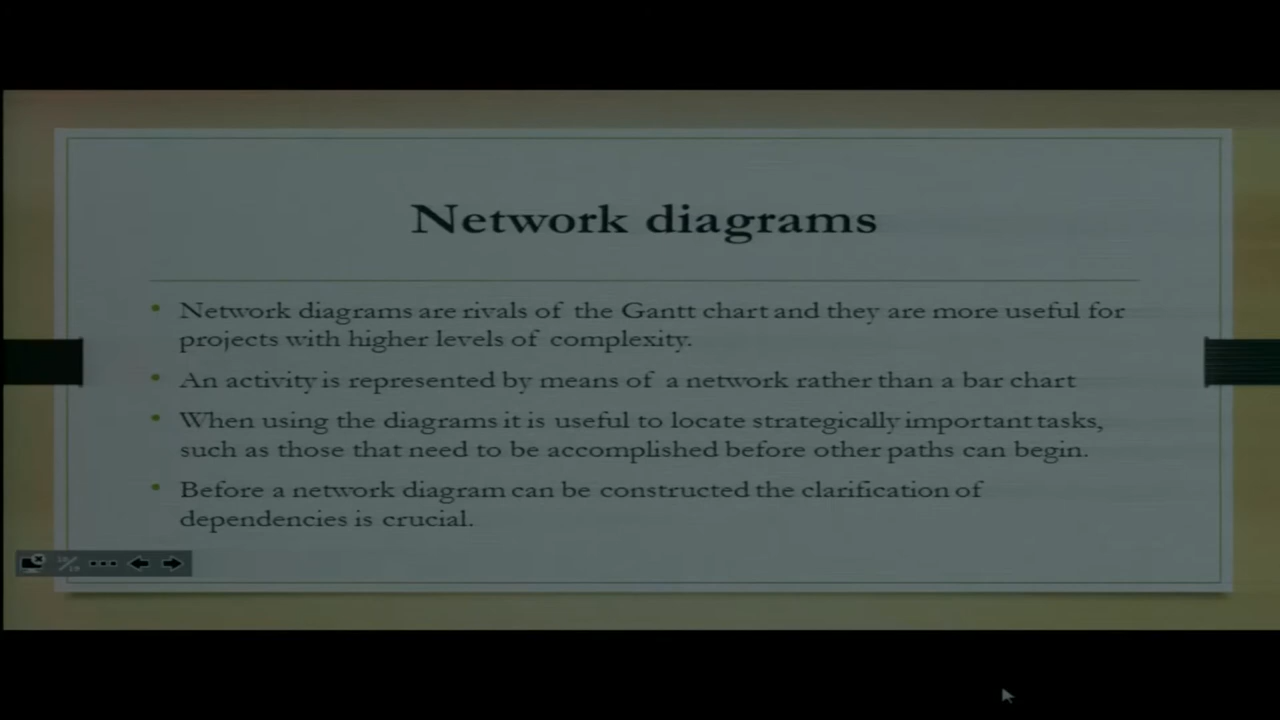 Network diagrams
• Network diagrams are rivals of the Gantt chart and they are more useful for
projects with higher levels of complexity.
• An activity is represented by means of a network rather than a bar chart
• When using the diagrams it is useful to locate strategically important tasks,
such as those that need to be accomplished before other paths can begin.
• Before a network diagram can be constructed the clarification of
dependencies is crucial.